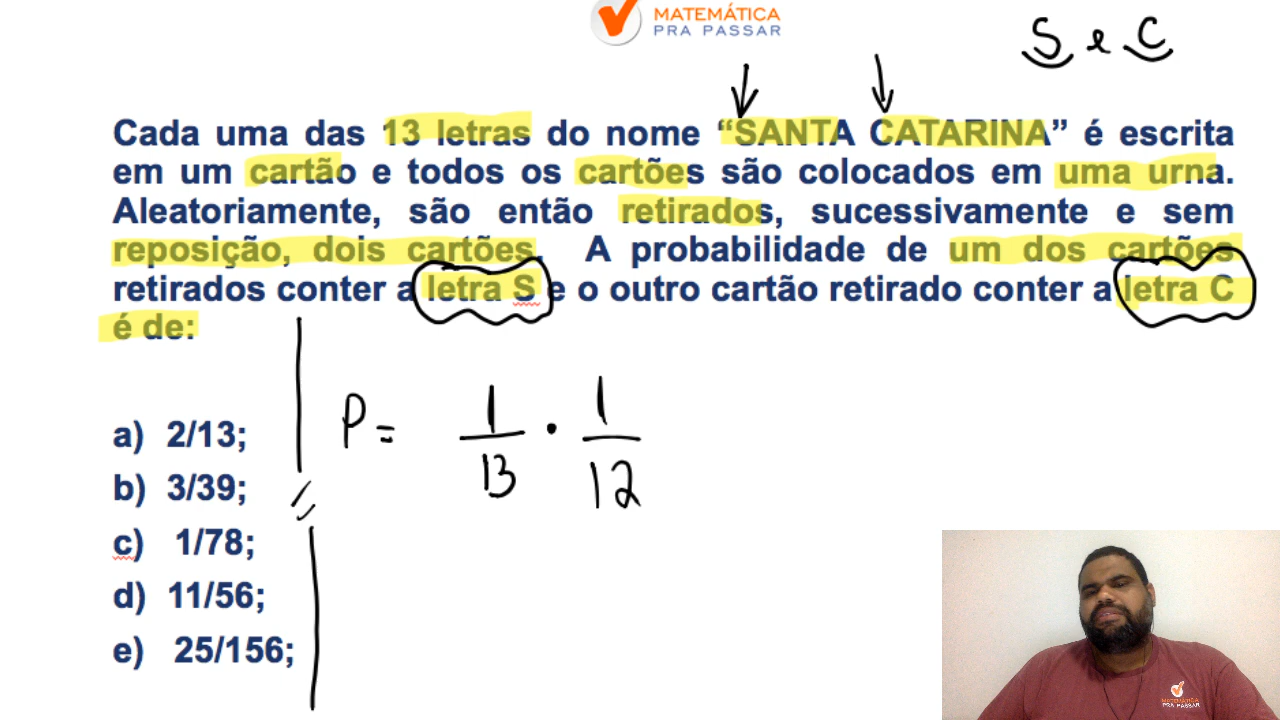 MATEMÁTICA
PRA PASSAR
S e C
Cada uma das 13 letras do nome “SANTA CATARINA” é escrita
em um cartão e todos os cartões são colocados em uma urna.
Aleatoriamente, são então retirados, sucessivamente e sem
reposição, dois cartões. A probabilidade de um dos cartões
retirados conter a letra S e o outro cartão retirado conter a letra C
é de:
P = 1/13 · 1/12
a) 2/13;
b) 3/39;
c) 1/78;
d) 11/56;
e) 25/156;
MATEMÁTICA
PRA PASSAR